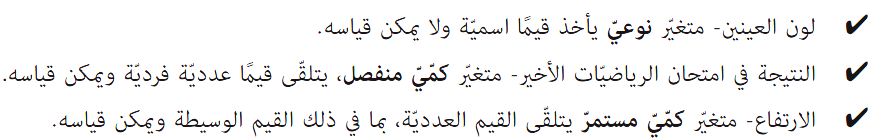 ✔ لون العينين- متغيّر نوعيّ يأخذ قيمًا اسميّة ولا يمكن قياسه.
✔ النتيجة في امتحان الرياضيّات الأخير- متغيّر كمّيّ منفصل، يتلقّى قيمًا عدديّة فرديّة ويمكن قياسه.
✔ الارتفاع- متغيّر كمّيّ مستمرّ يتلقّى القيم العدديّة، بما في ذلك القيم الوسيطة ويمكن قياسه.